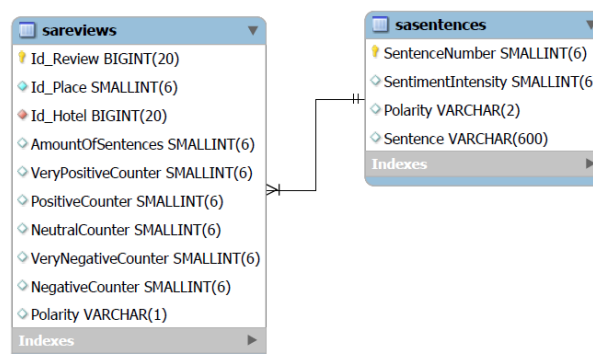 sareviews
Id_Review BIGINT(20)
Id_Place SMALLINT(6)
Id_Hotel BIGINT(20)
AmountOfSentences SMALLINT(6)
VeryPositiveCounter SMALLINT(6)
PositiveCounter SMALLINT(6)
NeutralCounter SMALLINT(6)
VeryNegativeCounter SMALLINT(6)
NegativeCounter SMALLINT(6)
Polarity VARCHAR(1)
Indexes
sasentences
SentenceNumber SMALLINT(6)
SentimentIntensity SMALLINT(6
Polarity VARCHAR(2)
Sentence VARCHAR(600)
Indexes